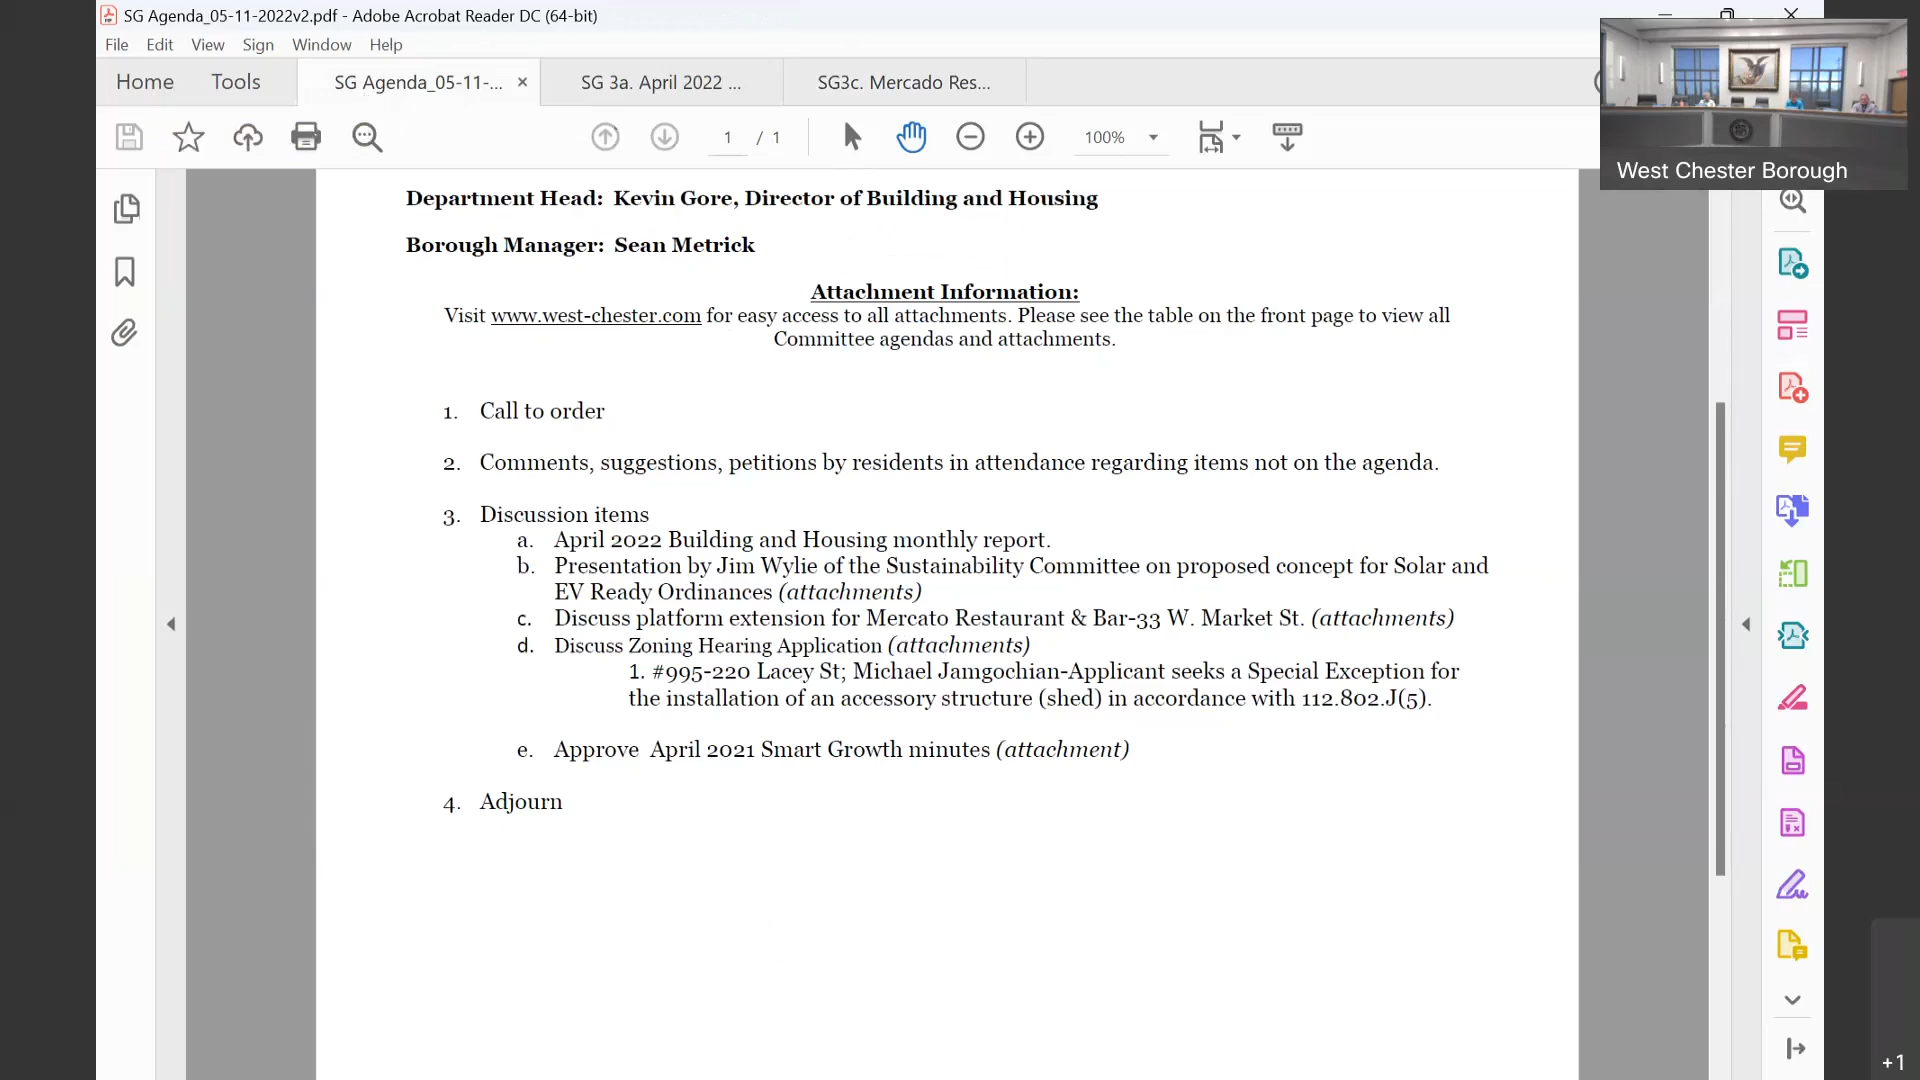 SG Agenda_05-11-2022v2.pdf - Adobe Acrobat Reader DC (64-bit)
File Edit View Sign Window Help
Home Tools SG Agenda_05-11-... × SG 3a. April 2022 ... SG3c. Mercado Res...
1 / 1 100%
West Chester Borough
Department Head: Kevin Gore, Director of Building and Housing
Borough Manager: Sean Metrick
Attachment Information:
Visit www.west-chester.com for easy access to all attachments. Please see the table on the front page to view all
Committee agendas and attachments.
1. Call to order
2. Comments, suggestions, petitions by residents in attendance regarding items not on the agenda.
3. Discussion items
a. April 2022 Building and Housing monthly report.
b. Presentation by Jim Wylie of the Sustainability Committee on proposed concept for Solar and
EV Ready Ordinances (attachments)
c. Discuss platform extension for Mercato Restaurant & Bar-33 W. Market St. (attachments)
d. Discuss Zoning Hearing Application (attachments)
1. #995-220 Lacey St; Michael Jamgochian-Applicant seeks a Special Exception for
the installation of an accessory structure (shed) in accordance with 112.802.J(5).
e. Approve April 2021 Smart Growth minutes (attachment)
4. Adjourn
+1